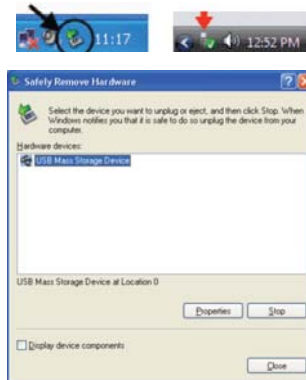 11:17
12:52 PM
Safely Remove Hardware
Select the device you want to unplug or eject, and then click Stop. When
Windows notifies you that it is safe to do so unplug the device from your
computer.
Hardware devices:
USB Mass Storage Device
USB Mass Storage Device at Location 0
Properties
Stop
Display device components
Close